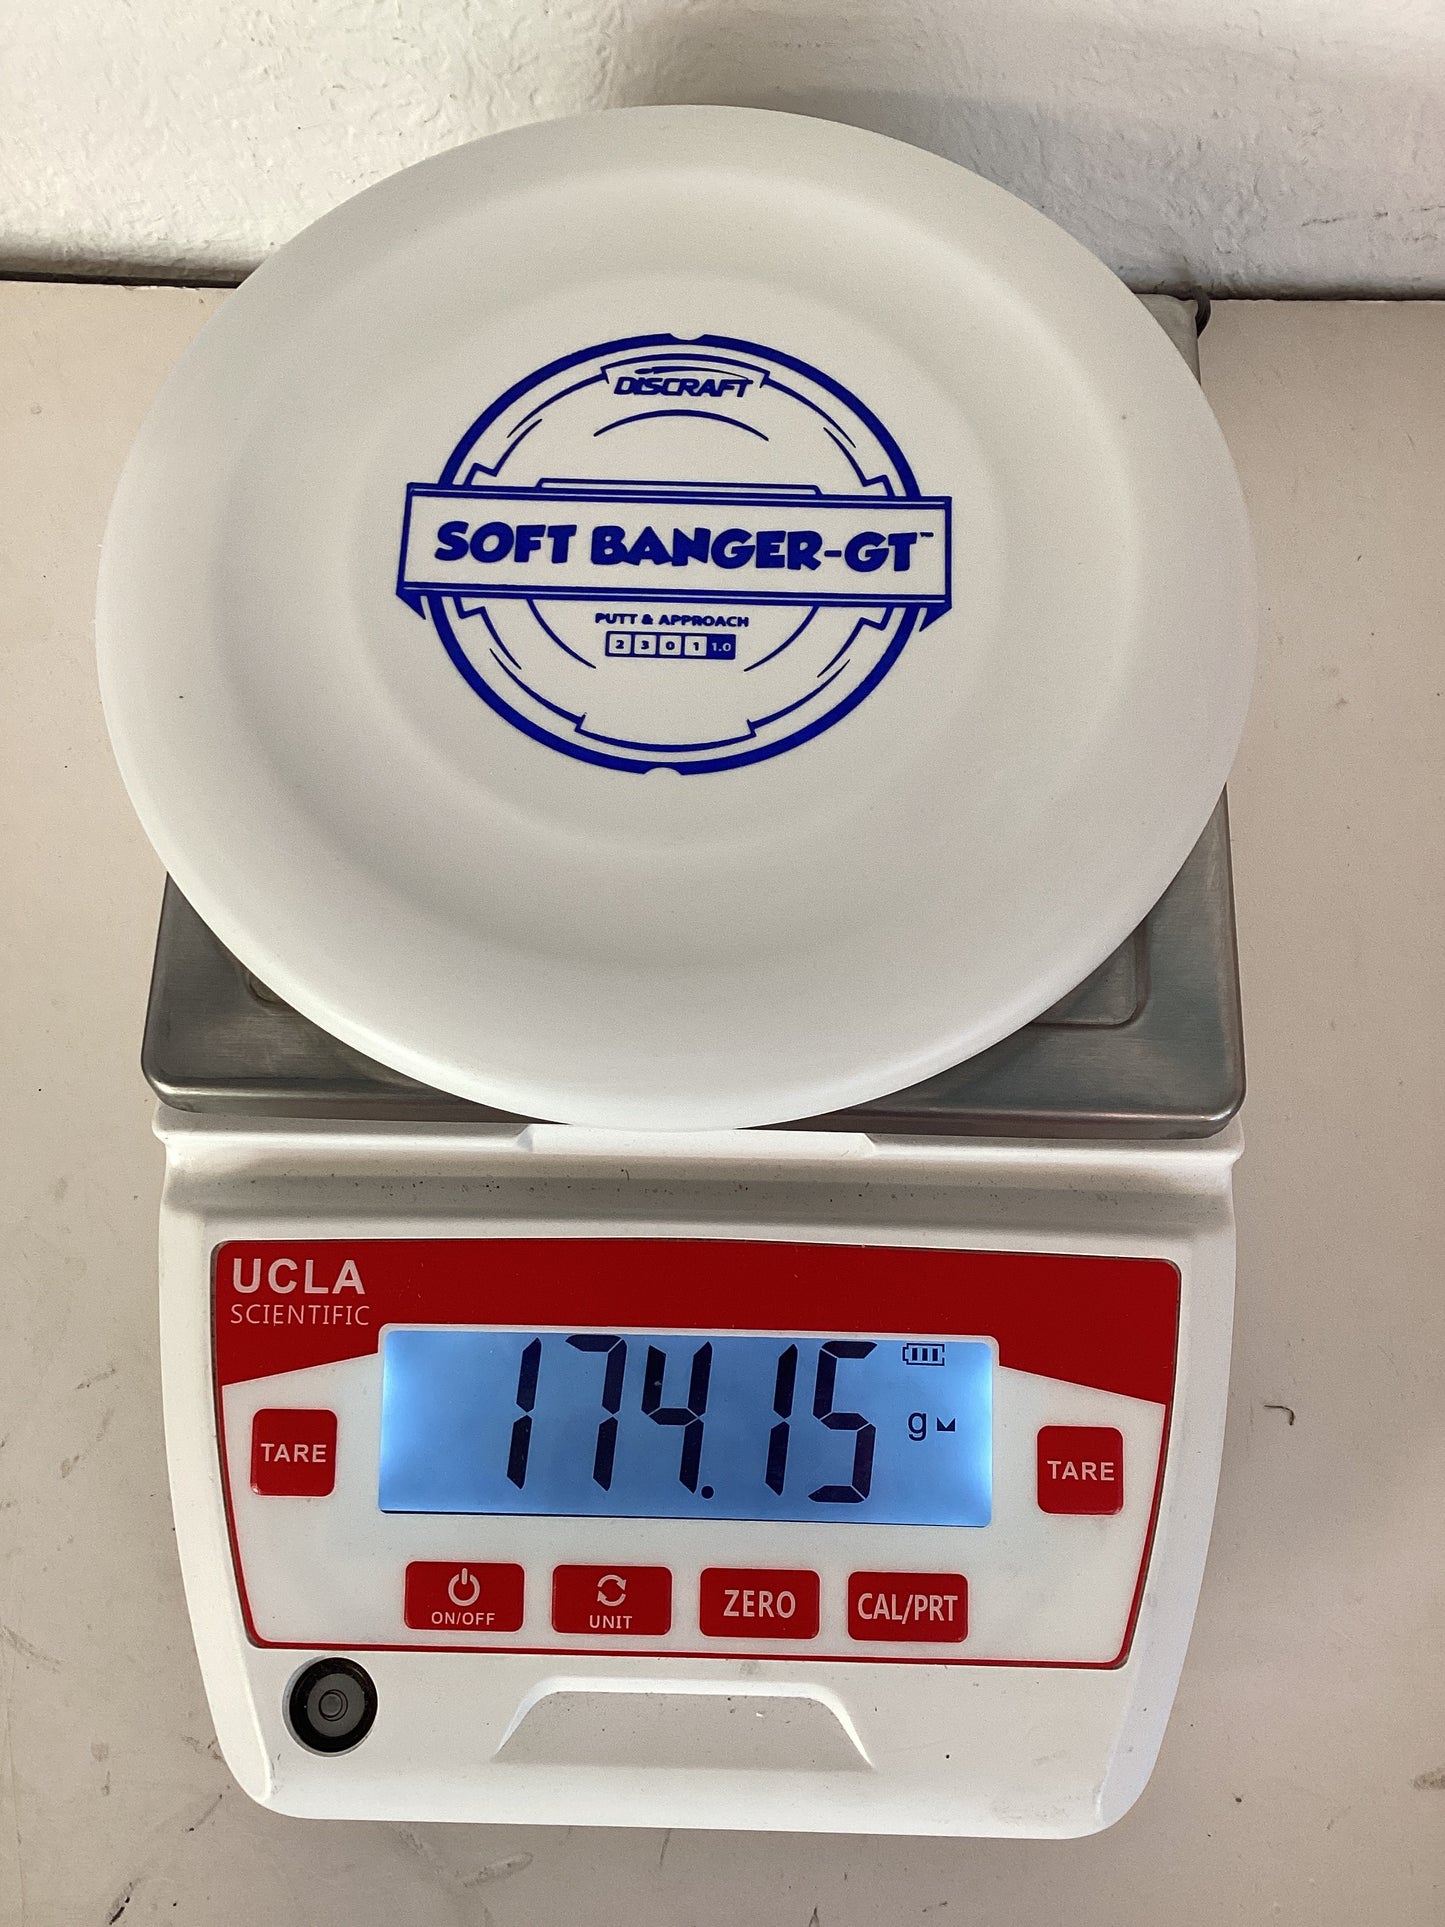 DISCRAFT
SOFT BANGER-GT™
PUTT & APPROACH
2 3 0 1 1.0
UCLA
SCIENTIFIC
174.15 g
TARE
TARE
ON/OFF
UNIT
ZERO
CAL/PRT